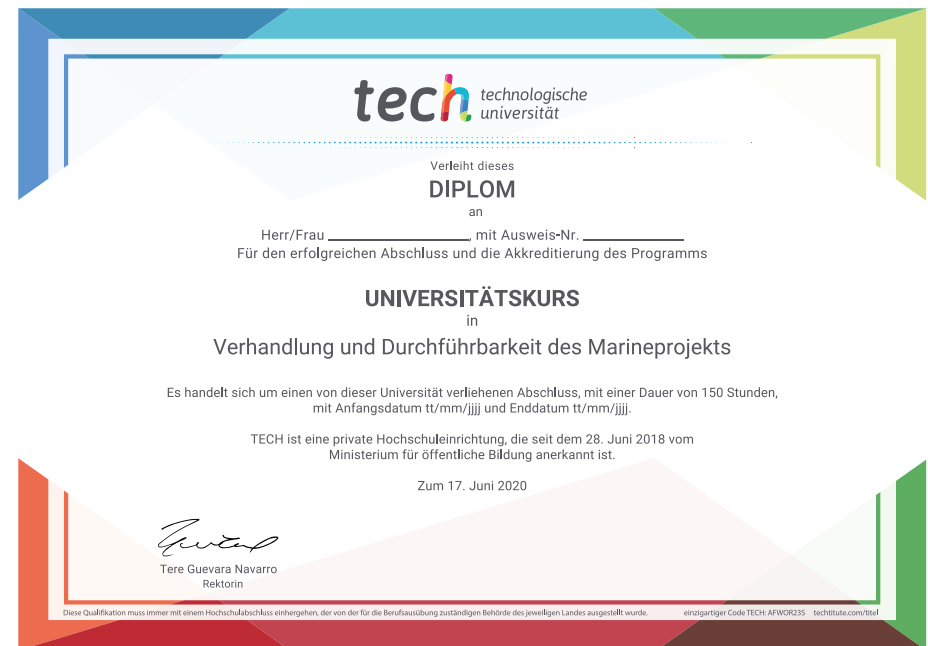 tech technologische
universität
Verleiht dieses
DIPLOM
an
Herr/Frau ____________________, mit Ausweis-Nr. ______________
Für den erfolgreichen Abschluss und die Akkreditierung des Programms
UNIVERSITÄTSKURS
in
Verhandlung und Durchführbarkeit des Marineprojekts
Es handelt sich um einen von dieser Universität verliehenen Abschluss, mit einer Dauer von 150 Stunden,
mit Anfangsdatum tt/mm/jjjj und Enddatum tt/mm/jjjj.
TECH ist eine private Hochschuleinrichtung, die seit dem 28. Juni 2018 vom
Ministerium für öffentliche Bildung anerkannt ist.
Zum 17. Juni 2020
Tere Guevara Navarro
Rektorin
Diese Qualifikation muss immer mit einem Hochschulabschluss einhergehen, der von der für die Berufsausübung zuständigen Behörde des jeweiligen Landes ausgestellt wurde. einzigartiger Code TECH: AFWOR23S techtitute.com/titel